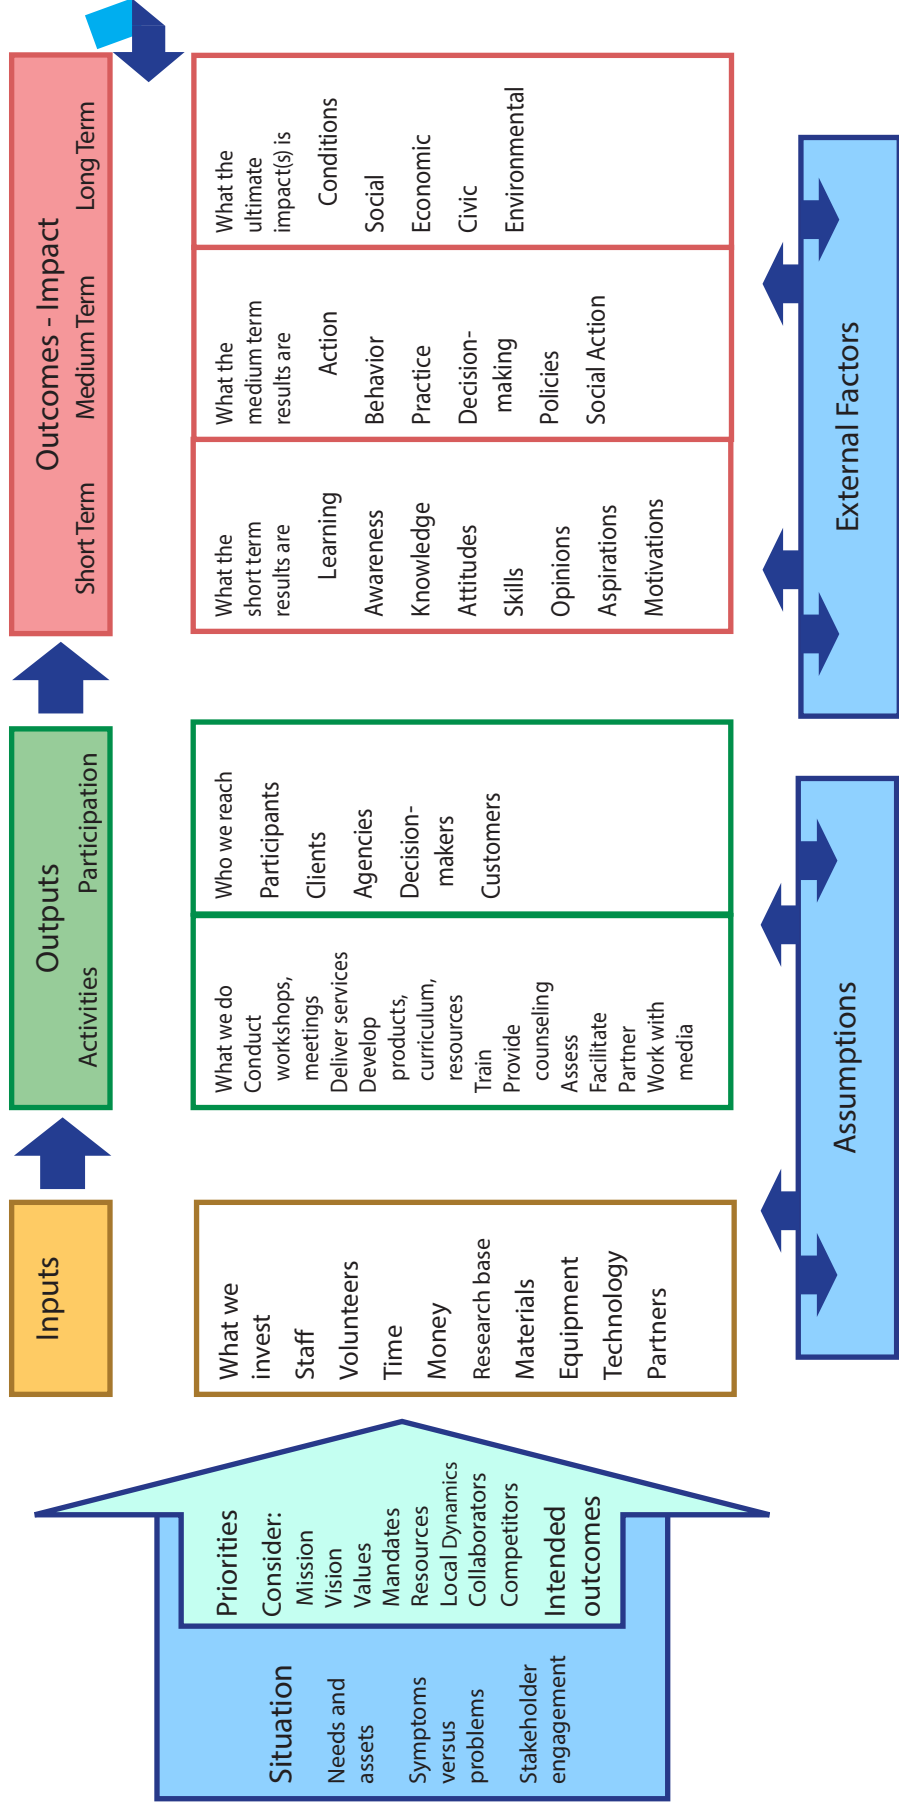 Situation
Needs and
assets
Symptoms
versus
problems
Stakeholder
engagement
Priorities
Consider:
Mission
Vision
Values
Mandates
Resources
Local Dynamics
Collaborators
Competitors
Intended
outcomes
Inputs
What we
invest
Staff
Volunteers
Time
Money
Research base
Materials
Equipment
Technology
Partners
Outputs
Activities Participation
What we do
Conduct
workshops,
meetings
Deliver services
Develop
products,
curriculum,
resources
Train
Provide
counseling
Assess
Facilitate
Partner
Work with
media
Who we reach
Participants
Clients
Agencies
Decision-
makers
Customers
Outcomes - Impact
Short Term Medium Term Long Term
What the
short term
results are
Learning
Awareness
Knowledge
Attitudes
Skills
Opinions
Aspirations
Motivations
What the
medium term
results are
Action
Behavior
Practice
Decision-
making
Policies
Social Action
What the
ultimate
impact(s) is
Conditions
Social
Economic
Civic
Environmental
Assumptions
External Factors